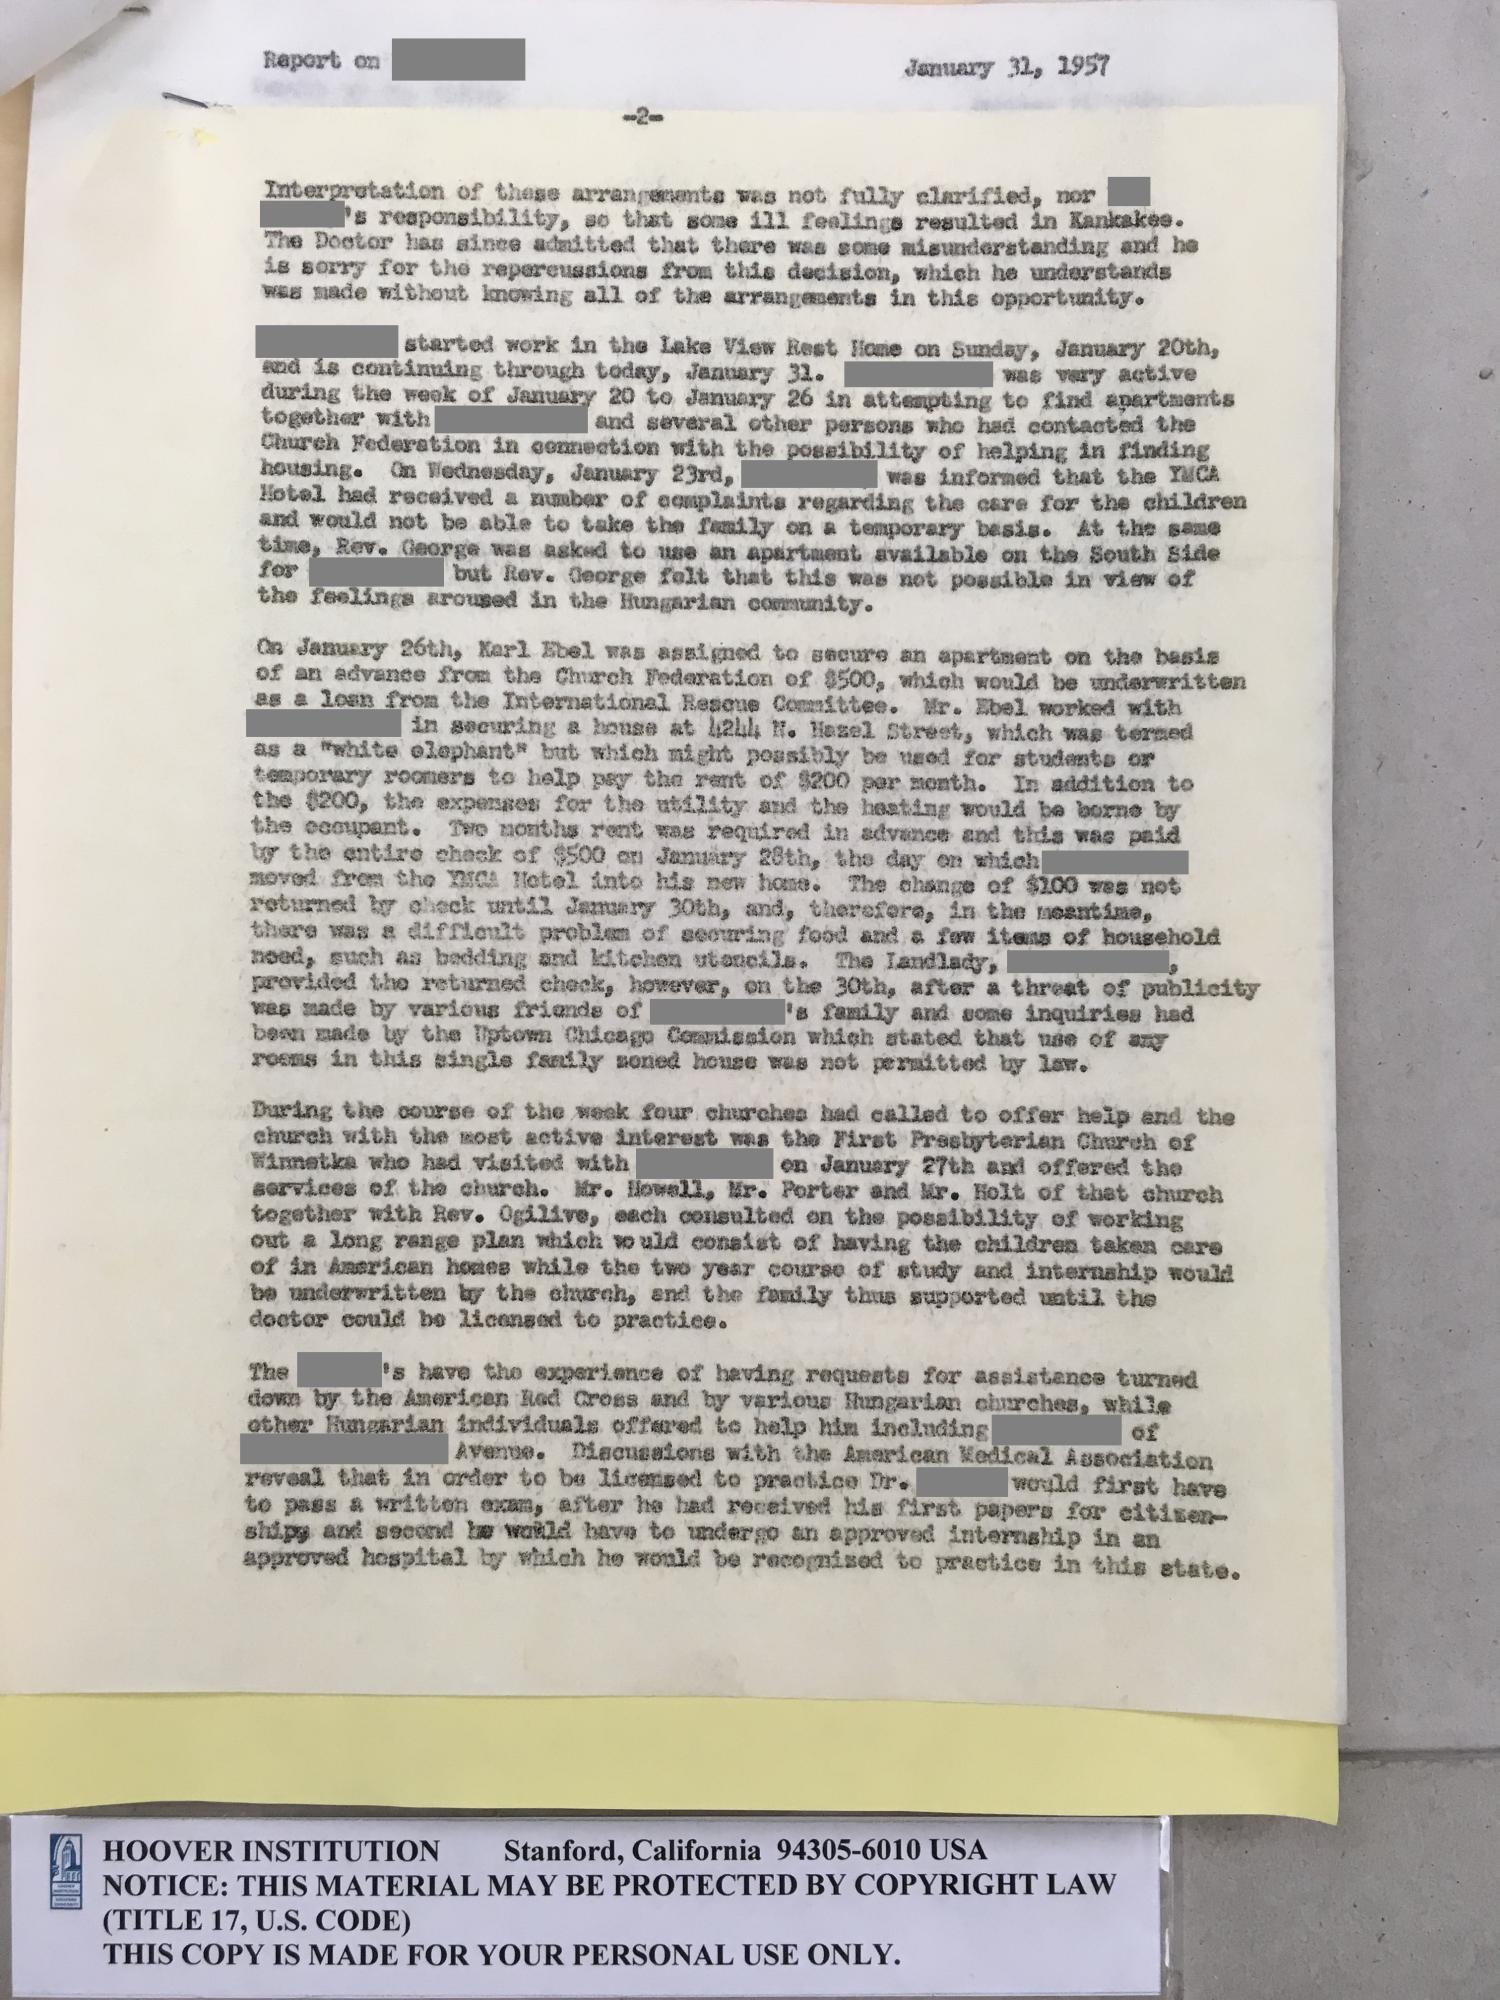 Report on
January 31, 1957
-2-
Interpretation of these arrangements was not fully clarified, nor
's responsibility, so that some ill feelings resulted in Kankakee.
The Doctor has since admitted that there was some misunderstanding and he
is sorry for the repercussions from this decision, which he understands
was made without knowing all of the arrangements in this opportunity.
started work in the Lake View Rest Home on Sunday, January 20th,
and is continuing through today, January 31. was very active
during the week of January 20 to January 26 in attempting to find apartments
together with and several other persons who had contacted the
Church Federation in connection with the possibility of helping in finding
housing. On Wednesday, January 23rd, was informed that the YMCA
Hotel had received a number of complaints regarding the care for the children
and would not be able to take the family on a temporary basis. At the same
time, Rev. George was asked to use an apartment available on the South Side
for but Rev. George felt that this was not possible in view of
the feelings aroused in the Hungarian community.
On January 26th, Karl Ebel was assigned to secure an apartment on the basis
of an advance from the Church Federation of $500, which would be underwritten
as a loan from the International Rescue Committee. Mr. Ebel worked with
in securing a house at 4244 N. Hazel Street, which was termed
as a "white elephant" but which might possibly be used for students or
temporary roomers to help pay the rent of $200 per month. In addition to
the $200, the expenses for the utility and the heating would be borne by
the occupant. Two months rent was required in advance and this was paid
by the entire check of $500 on January 28th, the day on which
moved from the YMCA Hotel into his new home. The change of $100 was not
returned by check until January 30th, and, therefore, in the meantime,
there was a difficult problem of securing food and a few items of household
need, such as bedding and kitchen utencils. The Landlady, ,
provided the returned check, however, on the 30th, after a threat of publicity
was made by various friends of 's family and some inquiries had
been made by the Uptown Chicago Commission which stated that use of any
rooms in this single family zoned house was not permitted by law.
During the course of the week four churches had called to offer help and the
church with the most active interest was the First Presbyterian Church of
Winnetka who had visited with on January 27th and offered the
services of the church. Mr. Howell, Mr. Porter and Mr. Holt of that church
together with Rev. Ogilive, each consulted on the possibility of working
out a long range plan which would consist of having the children taken care
of in American homes while the two year course of study and internship would
be underwritten by the church, and the family thus supported until the
doctor could be licensed to practice.
The 's have the experience of having requests for assistance turned
down by the American Red Cross and by various Hungarian churches, while
other Hungarian individuals offered to help him including of
Avenue. Discussions with the American Medical Association
reveal that in order to be licensed to practice Dr. would first have
to pass a written exam, after he had received his first papers for citizen-
ship, and second he would have to undergo an approved internship in an
approved hospital by which he would be recognized to practice in this state.
HOOVER INSTITUTION Stanford, California 94305-6010 USA
NOTICE: THIS MATERIAL MAY BE PROTECTED BY COPYRIGHT LAW
(TITLE 17, U.S. CODE)
THIS COPY IS MADE FOR YOUR PERSONAL USE ONLY.